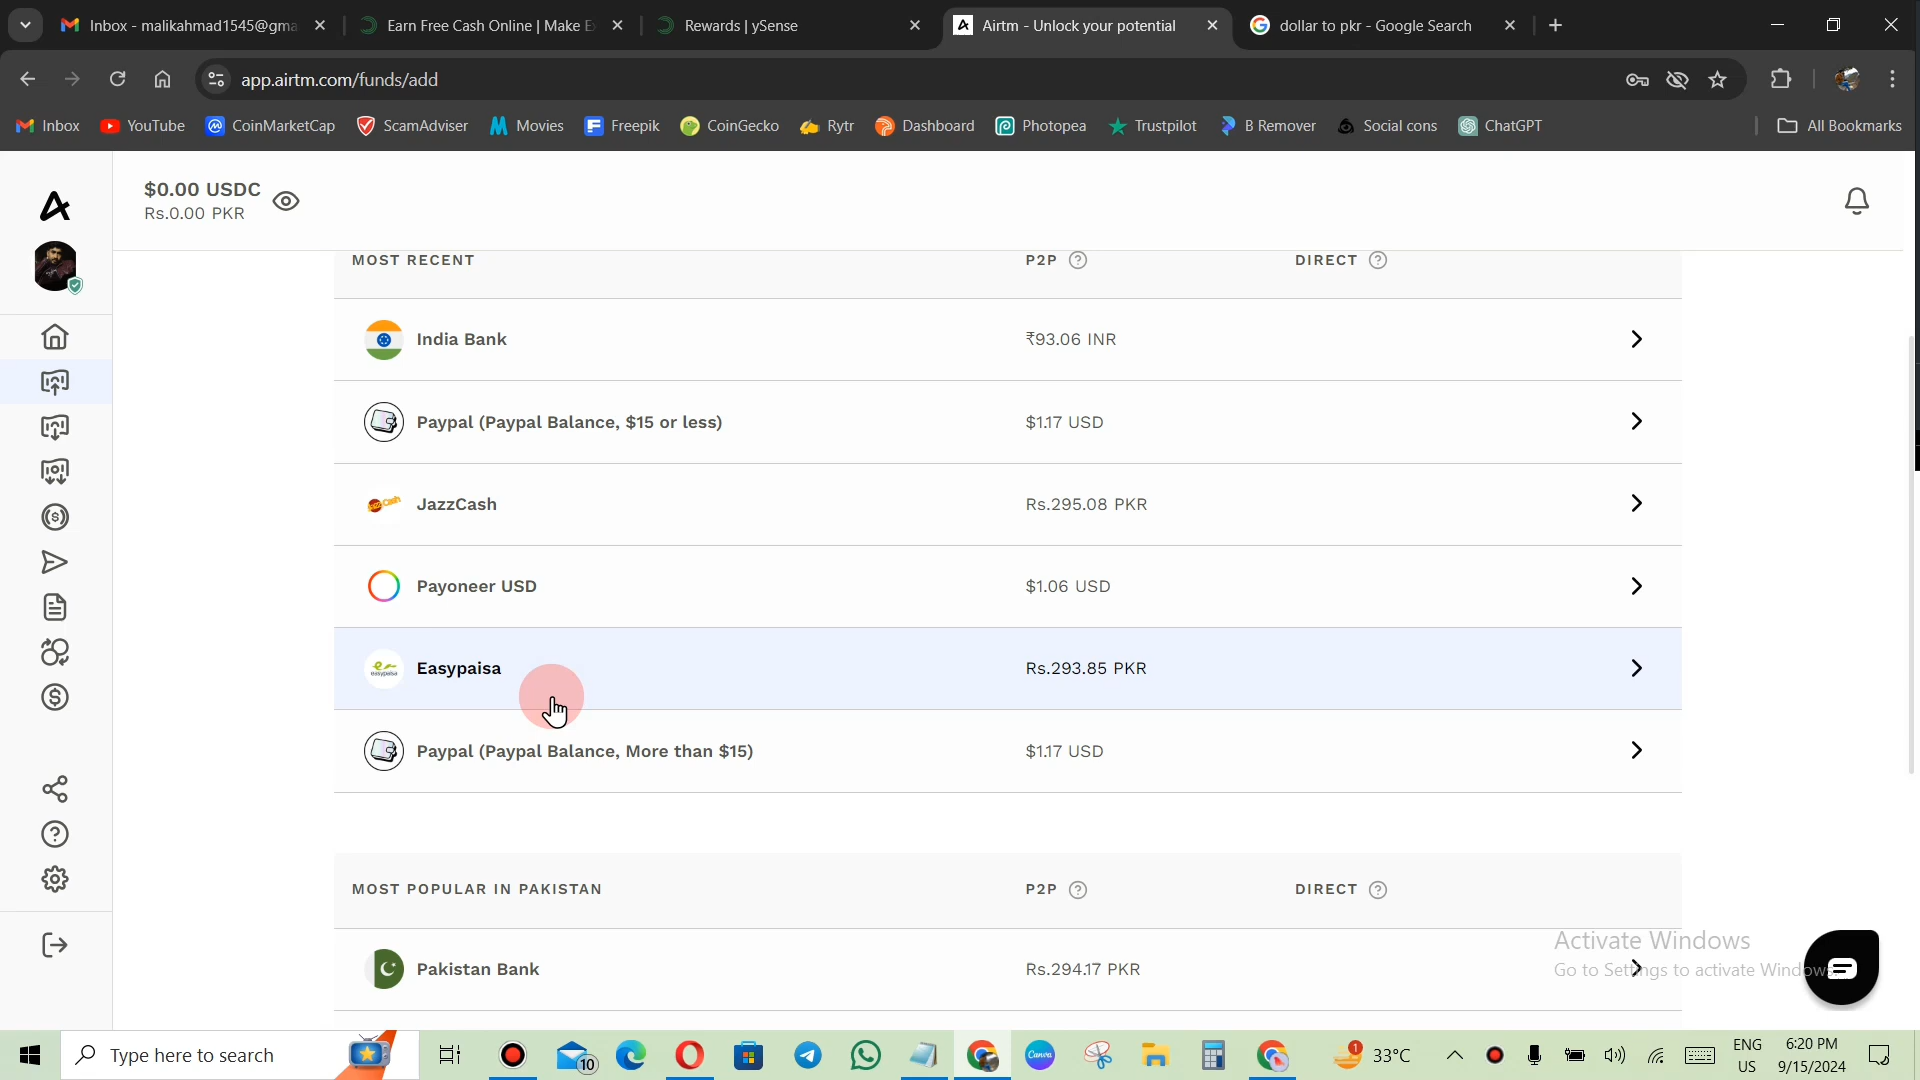 Inbox - malikahmad1545@gma
Earn Free Cash Online | Make E
Rewards | ySense
Airtm - Unlock your potential
dollar to pkr - Google Search
app.airtm.com/funds/add
Inbox
YouTube
CoinMarketCap
ScamAdviser
Movies
Freepik
CoinGecko
Rytr
Dashboard
Photopea
Trustpilot
B Remover
Social cons
ChatGPT
All Bookmarks
$0.00 USDC
Rs.0.00 PKR
MOST RECENT P2P ? DIRECT ?
India Bank ₹93.06 INR
Paypal (Paypal Balance, $15 or less) $1.17 USD
JazzCash Rs.295.08 PKR
Payoneer USD $1.06 USD
easypaisa Easypaisa Rs.293.85 PKR
Paypal (Paypal Balance, More than $15) $1.17 USD
MOST POPULAR IN PAKISTAN P2P ? DIRECT ?
Pakistan Bank Rs.294.17 PKR
Activate Windows
Go to Settings to activate Windows.
Type here to search
10
Canva
1
33°C
ENG
US
6:20 PM
9/15/2024